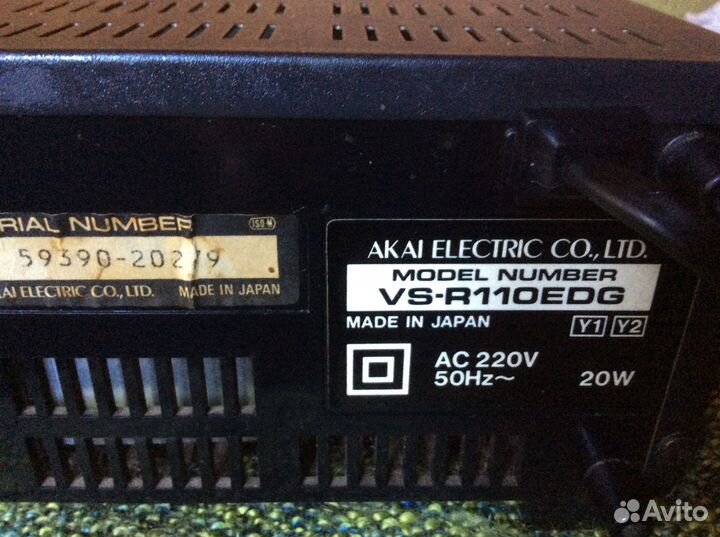 RIAL NUMBER ISO-M
59390-20279
AI ELECTRIC CO., LTD. MADE IN JAPAN
AKAI ELECTRIC CO., LTD.
MODEL NUMBER
VS-R110EDG
MADE IN JAPAN Y1 Y2
AC 220V
50Hz~ 20W
Avito